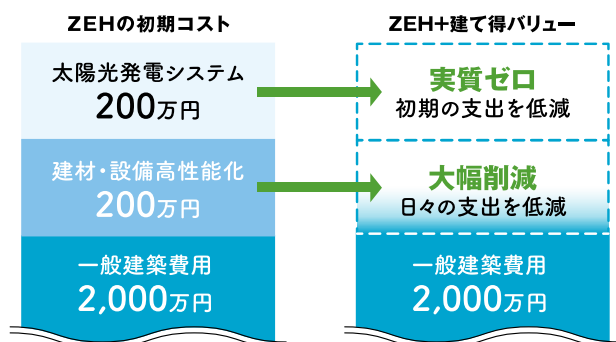 ZEHの初期コスト
太陽光発電システム
200万円
建材・設備高性能化
200万円
一般建築費用
2,000万円
ZEH+建て得バリュー
実質ゼロ
初期の支出を低減
大幅削減
日々の支出を低減
一般建築費用
2,000万円